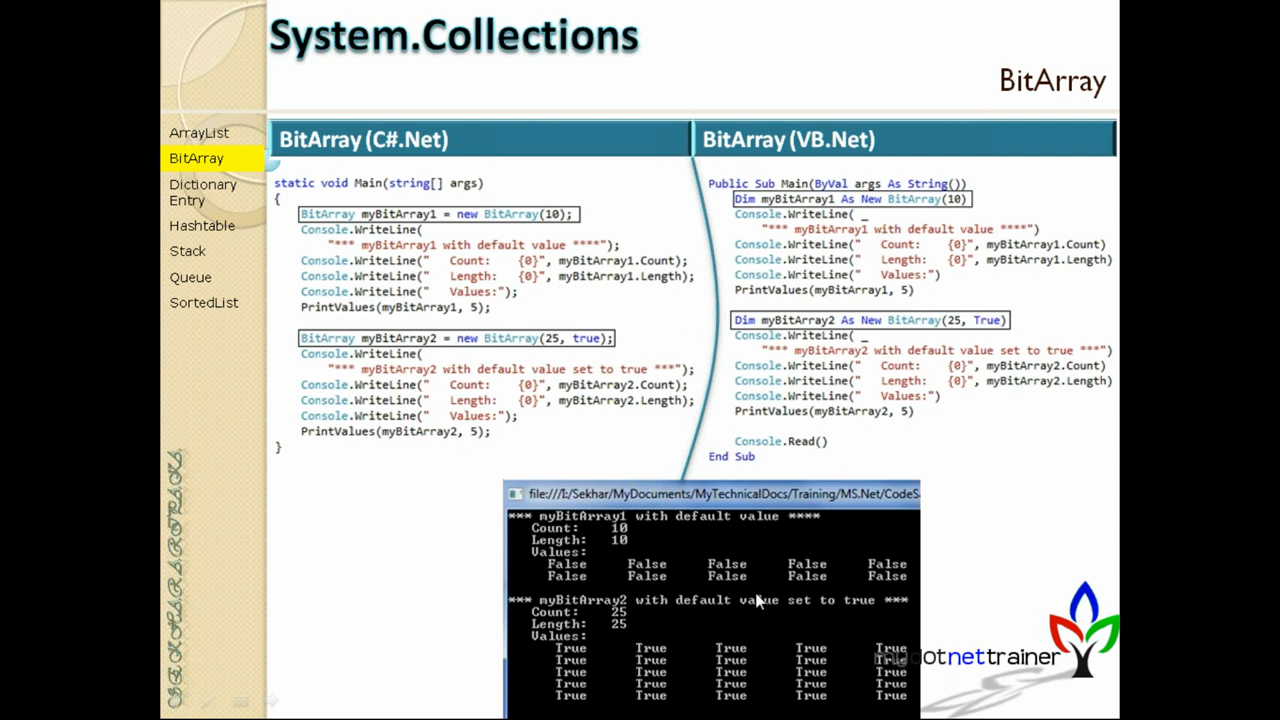 System.Collections
BitArray
ArrayList
BitArray
Dictionary
Entry
Hashtable
Stack
Queue
SortedList
BitArray (C#.Net)
static void Main(string[] args)
{
BitArray myBitArray1 = new BitArray(10);
Console.WriteLine(
"*** myBitArray1 with default value ****");
Console.WriteLine("   Count:    {0}", myBitArray1.Count);
Console.WriteLine("   Length:   {0}", myBitArray1.Length);
Console.WriteLine("   Values:");
PrintValues(myBitArray1, 5);
BitArray myBitArray2 = new BitArray(25, true);
Console.WriteLine(
"*** myBitArray2 with default value set to true ***");
Console.WriteLine("   Count:    {0}", myBitArray2.Count);
Console.WriteLine("   Length:   {0}", myBitArray2.Length);
Console.WriteLine("   Values:");
PrintValues(myBitArray2, 5);
}
BitArray (VB.Net)
Public Sub Main(ByVal args As String())
Dim myBitArray1 As New BitArray(10)
Console.WriteLine( _
"*** myBitArray1 with default value ****")
Console.WriteLine("   Count:    {0}", myBitArray1.Count)
Console.WriteLine("   Length:   {0}", myBitArray1.Length)
Console.WriteLine("   Values:")
PrintValues(myBitArray1, 5)
Dim myBitArray2 As New BitArray(25, True)
Console.WriteLine( _
"*** myBitArray2 with default value set to true ***")
Console.WriteLine("   Count:    {0}", myBitArray2.Count)
Console.WriteLine("   Length:   {0}", myBitArray2.Length)
Console.WriteLine("   Values:")
PrintValues(myBitArray2, 5)
Console.Read()
End Sub
file:///I:/Sekhar/MyDocuments/MyTechnicalDocs/Training/MS.Net/CodeSa
*** myBitArray1 with default value ****
Count: 10
Length: 10
Values:
False False False False False
False False False False False
*** myBitArray2 with default value set to true ***
Count: 25
Length: 25
Values:
True True True True True
True True True True True
True True True True True
True True True True True
True True True True True
mydotnettrainer